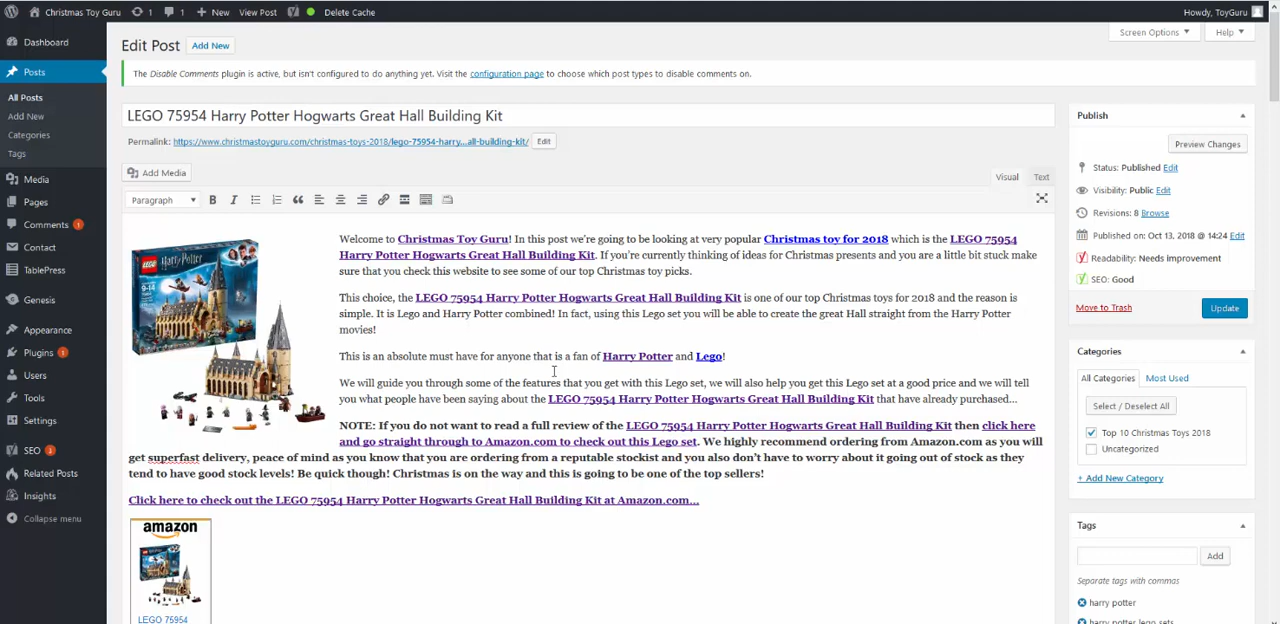 Christmas Toy Guru 1 1 New View Post Delete Cache Howdy, ToyGuru
Dashboard
Posts
All Posts
Add New
Categories
Tags
Media
Pages
Comments 1
Contact
TablePress
Genesis
Appearance
Plugins 1
Users
Tools
Settings
SEO 1
Related Posts
Insights
Collapse menu
Screen Options Help
Edit Post Add New
The Disable Comments plugin is active, but isn't configured to do anything yet. Visit the configuration page to choose which post types to disable comments on.
LEGO 75954 Harry Potter Hogwarts Great Hall Building Kit
Permalink: https://www.christmastoyguru.com/christmas-toys-2018/lego-75954-harry...all-building-kit/ Edit
Add Media
Visual Text
Paragraph
Welcome to Christmas Toy Guru! In this post we're going to be looking at very popular Christmas toy for 2018 which is the LEGO 75954
Harry Potter Hogwarts Great Hall Building Kit. If you're currently thinking of ideas for Christmas presents and you are a little bit stuck make
sure that you check this website to see some of our top Christmas toy picks.
This choice, the LEGO 75954 Harry Potter Hogwarts Great Hall Building Kit is one of our top Christmas toys for 2018 and the reason is
simple. It is Lego and Harry Potter combined! In fact, using this Lego set you will be able to create the great Hall straight from the Harry Potter
movies!
This is an absolute must have for anyone that is a fan of Harry Potter and Lego!
We will guide you through some of the features that you get with this Lego set, we will also help you get this Lego set at a good price and we will tell
you what people have been saying about the LEGO 75954 Harry Potter Hogwarts Great Hall Building Kit that have already purchased...
NOTE: If you do not want to read a full review of the LEGO 75954 Harry Potter Hogwarts Great Hall Building Kit then click here
and go straight through to Amazon.com to check out this Lego set. We highly recommend ordering from Amazon.com as you will
get superfast delivery, peace of mind as you know that you are ordering from a reputable stockist and you also don't have to worry about it going out of stock as they
tend to have good stock levels! Be quick though! Christmas is on the way and this is going to be one of the top sellers!
Click here to check out the LEGO 75954 Harry Potter Hogwarts Great Hall Building Kit at Amazon.com...
amazon
LEGO 75954
Publish
Preview Changes
Status: Published Edit
Visibility: Public Edit
Revisions: 8 Browse
Published on: Oct 13, 2018 @ 14:24 Edit
Readability: Needs improvement
SEO: Good
Move to Trash Update
Categories
All Categories Most Used
Select / Deselect All
Top 10 Christmas Toys 2018
Uncategorized
+ Add New Category
Tags
Add
Separate tags with commas
harry potter
harry potter lego sets